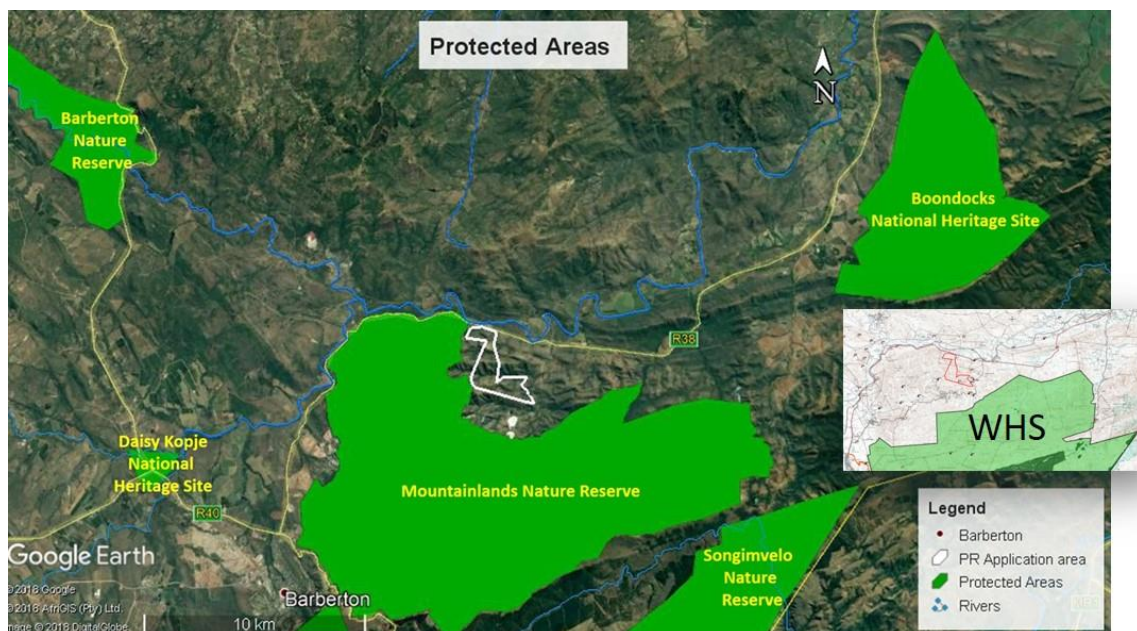 Protected Areas
N
Barberton
Nature
Reserve
Boondocks
National Heritage Site
R38
WHS
Daisy Kopje
National
Heritage Site
Mountainlands Nature Reserve
R40
Songimvelo
Nature
Reserve
Legend
Barberton
PR Application area
Protected Areas
Rivers
Google Earth
©2018 Google
©2018 AfriGIS (Pty) Ltd.
Image © 2018 DigitalGlobe
Barberton
10 km